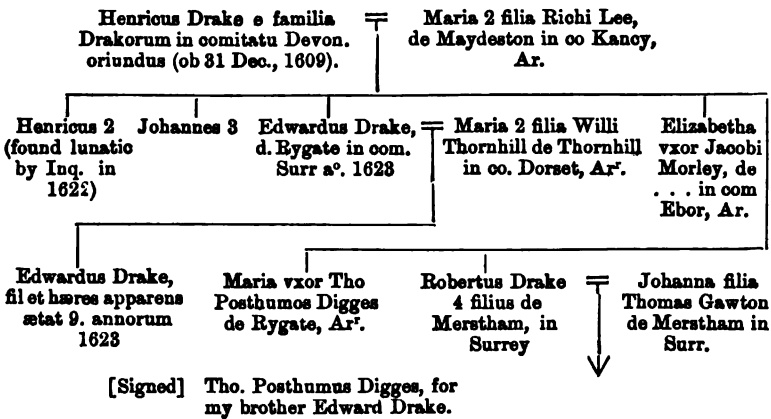 Henricus Drake e familia
Drakorum in comitatu Devon.
oriundus (ob 31 Dec., 1609).
Maria 2 filia Richi Lee,
de Maydeston in co Kancy,
Ar.
Henricus 2
(found lunatic
by Inq. in
1622)
Johannes 3
Edwardus Drake,
d. Rygate in com.
Surr aº. 1623
Maria 2 filia Willi
Thornhill de Thornhill
in co. Dorset, Arʳ.
Elizabetha
vxor Jacobi
Morley, de
. . . in com
Ebor, Ar.
Edwardus Drake,
fil et hæres apparens
ætat 9. annorum
1623
Maria vxor Tho
Posthumos Digges
de Rygate, Arʳ.
Robertus Drake
4 filius de
Merstham, in
Surrey
Johanna filia
Thomas Gawton
de Merstham in
Surr.
[Signed] Tho. Posthumus Digges, for
my brother Edward Drake.